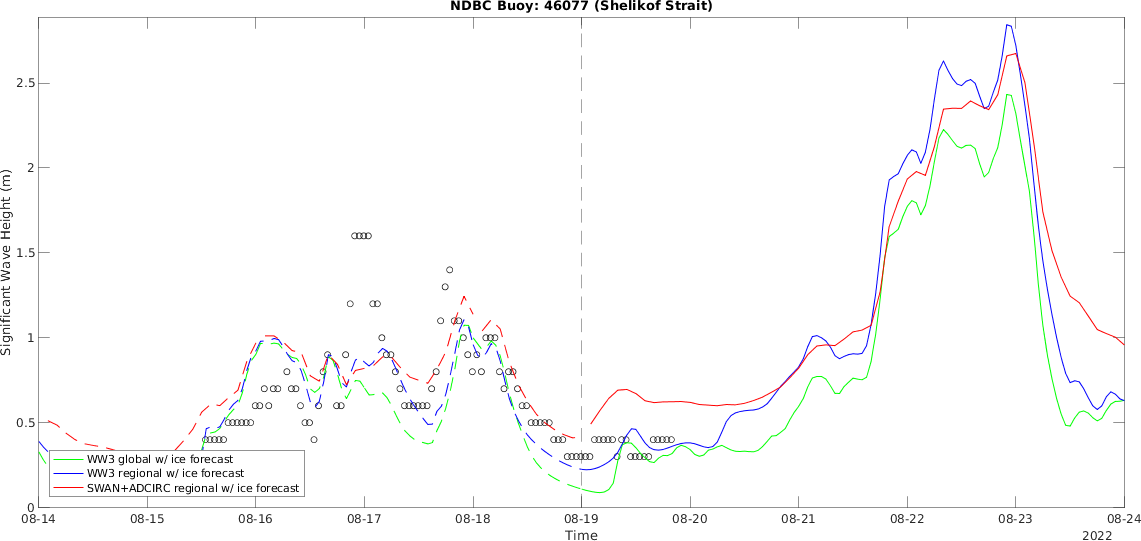 NDBC Buoy: 46077 (Shelikof Strait)
Significant Wave Height (m)
2.5
2
1.5
1
0.5
0
WW3 global w/ ice forecast
WW3 regional w/ ice forecast
SWAN+ADCIRC regional w/ ice forecast
08-14 08-15 08-16 08-17 08-18 08-19 08-20 08-21 08-22 08-23 08-24
Time
2022